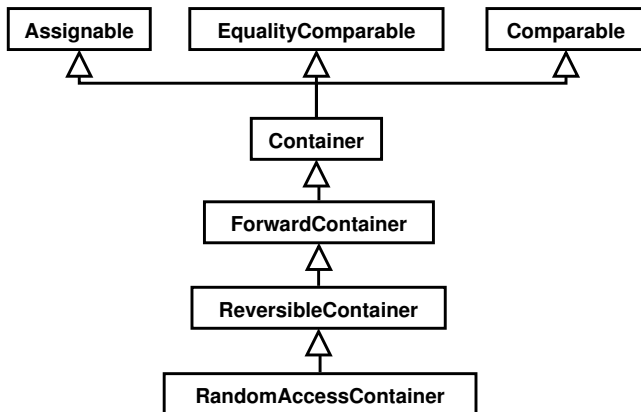 Assignable
EqualityComparable
Comparable
Container
ForwardContainer
ReversibleContainer
RandomAccessContainer